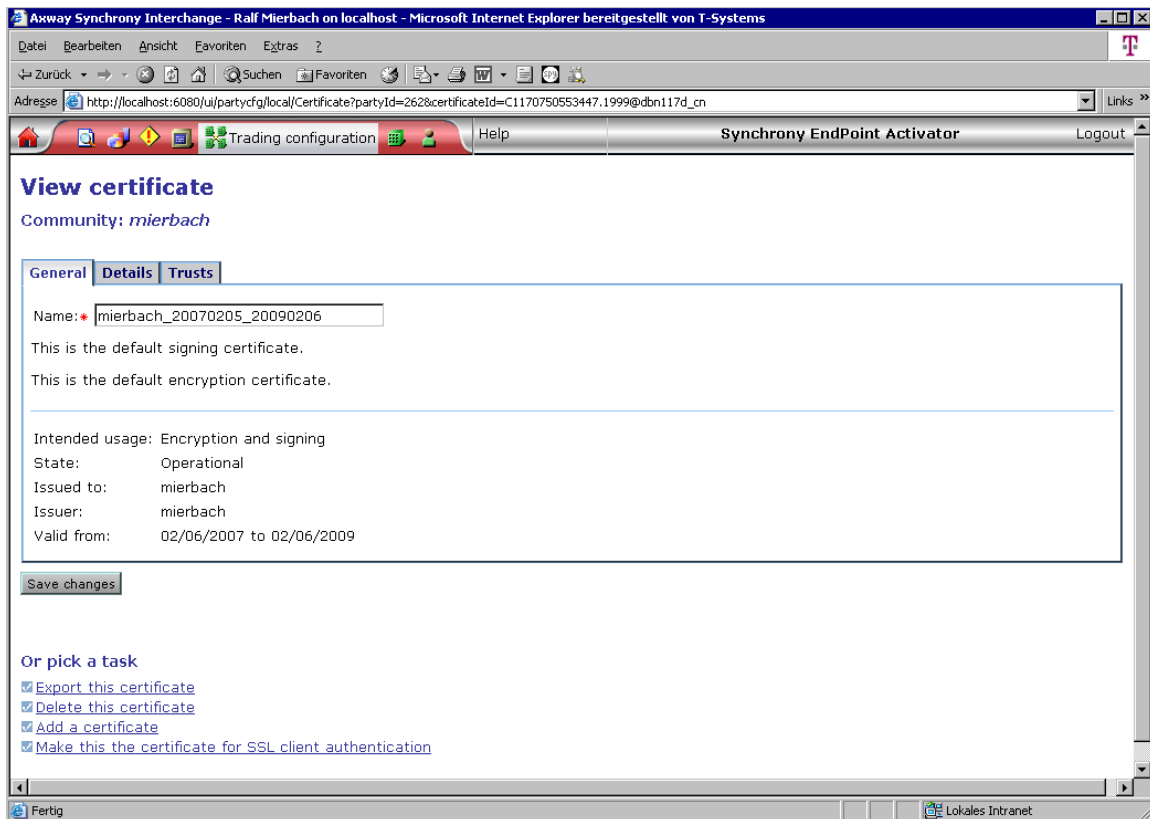 Axway Synchrony Interchange - Ralf Mierbach on localhost - Microsoft Internet Explorer bereitgestellt von T-Systems
Datei Bearbeiten Ansicht Favoriten Extras ?
Zurück Suchen Favoriten
Adresse http://localhost:6080/ui/partycfg/local/Certificate?partyId=262&certificateId=C1170750553447.1999@dbn117d_cn Links »
Trading configuration Help Synchrony EndPoint Activator Logout
View certificate
Community: mierbach
General Details Trusts
Name:* mierbach_20070205_20090206
This is the default signing certificate.
This is the default encryption certificate.
Intended usage: Encryption and signing
State: Operational
Issued to: mierbach
Issuer: mierbach
Valid from: 02/06/2007 to 02/06/2009
Save changes
Or pick a task
Export this certificate
Delete this certificate
Add a certificate
Make this the certificate for SSL client authentication
Fertig Lokales Intranet